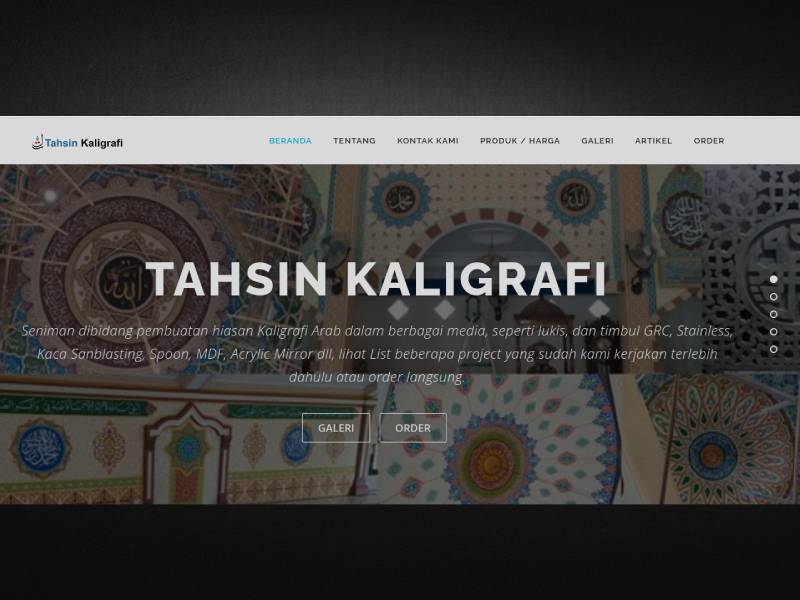 Tahsin Kaligrafi
BERANDA TENTANG KONTAK KAMI PRODUK / HARGA GALERI ARTIKEL ORDER
TAHSIN KALIGRAFI
Seniman dibidang pembuatan hiasan Kaligrafi Arab dalam berbagai media, seperti lukis, dan timbul GRC, Stainless,
Kaca Sanblasting, Spoon, MDF, Acrylic Mirror dll, lihat List beberapa project yang sudah kami kerjakan terlebih
dahulu atau order langsung.
GALERI ORDER